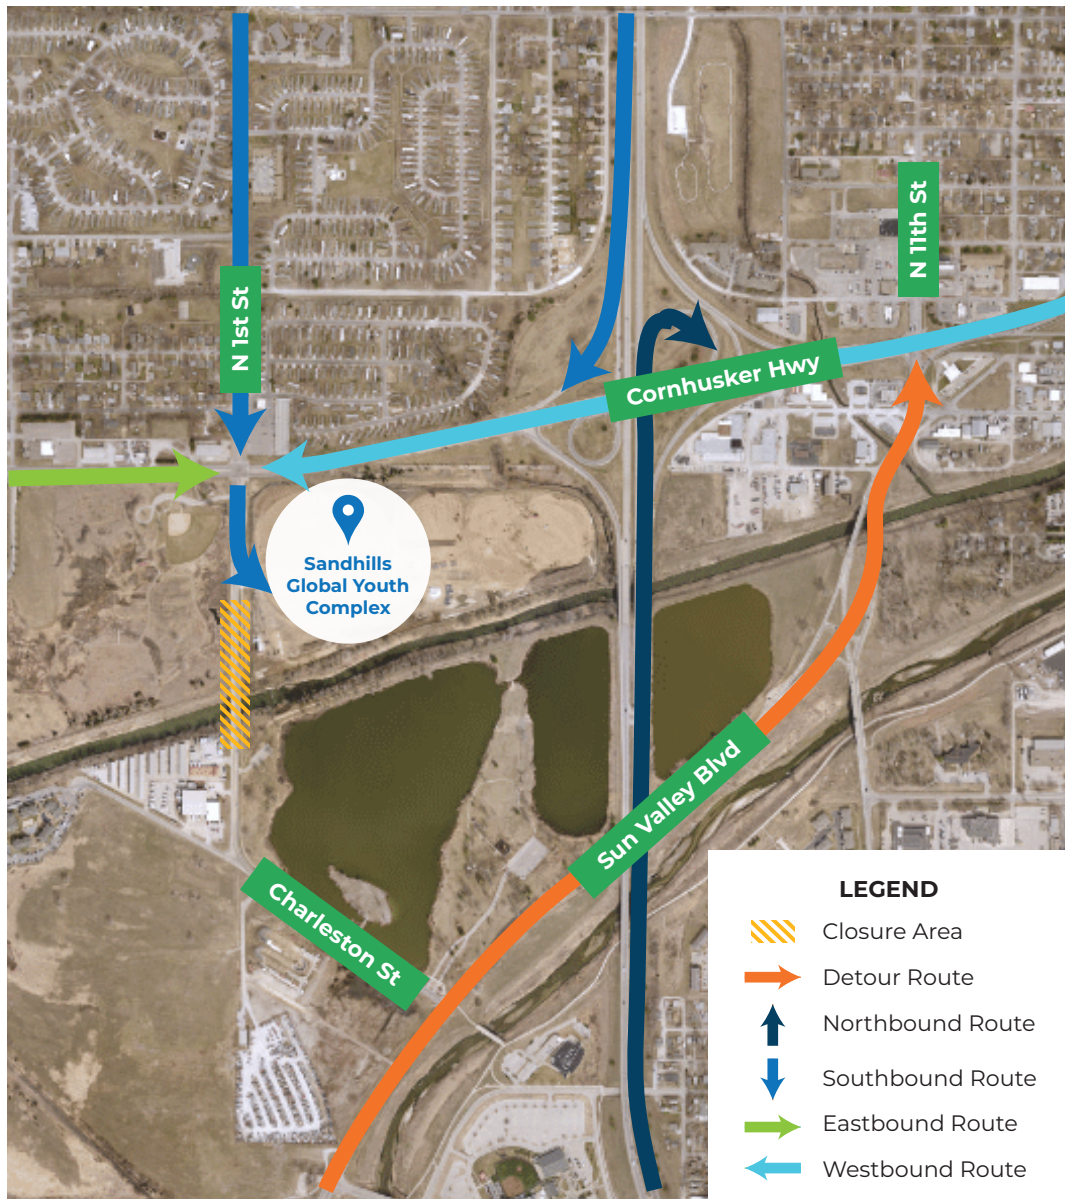 N 1st St
N 11th St
Cornhusker Hwy
Sandhills
Global Youth
Complex
Sun Valley Blvd
Charleston St
LEGEND
Closure Area
Detour Route
Northbound Route
Southbound Route
Eastbound Route
Westbound Route